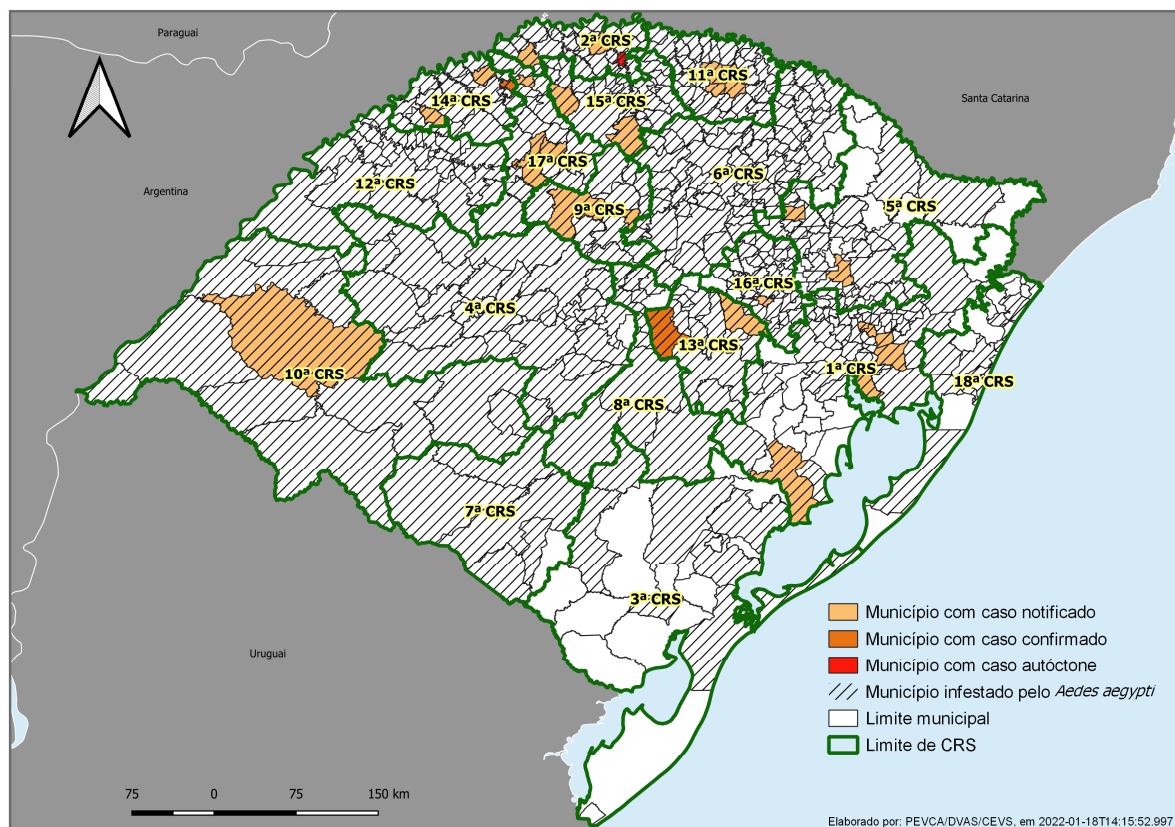 Paraguai
2ª CRS
11ª CRS
Santa Catarina
14ª CRS
15ª CRS
17ª CRS
6ª CRS
Argentina
12ª CRS
9ª CRS
5ª CRS
16ª CRS
4ª CRS
13ª CRS
10ª CRS
1ª CRS
18ª CRS
8ª CRS
7ª CRS
3ª CRS
Uruguai
Município com caso notificado
Município com caso confirmado
Município com caso autóctone
Município infestado pelo Aedes aegypti
Limite municipal
Limite de CRS
75 0 75 150 km
Elaborado por: PEVCA/DVAS/CEVS, em 2022-01-18T14:15:52.997